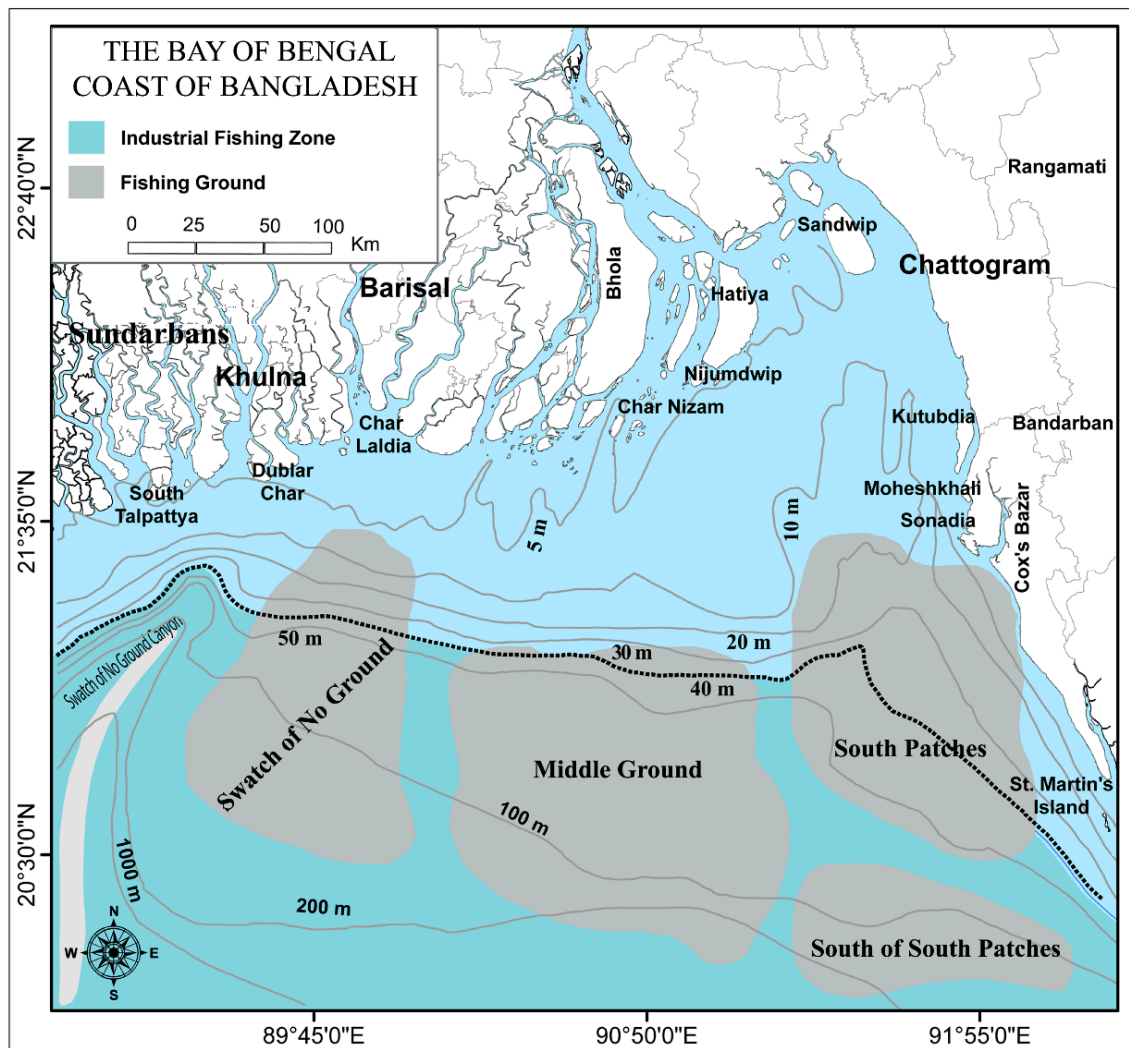 THE BAY OF BENGAL
COAST OF BANGLADESH
Industrial Fishing Zone
Fishing Ground
0 25 50 100
Km
22°40'0"N
21°35'0"N
20°30'0"N
Rangamati
Sandwip
Chattogram
Bhola
Barisal
Hatiya
Sundarbans
Khulna
Nijumdwip
Char Nizam
Kutubdia
Bandarban
Char
Laldia
Dublar
Char
South
Talpattya
Moheshkhali
Sonadia
Cox's Bazar
5 m
10 m
20 m
30 m
40 m
50 m
Swatch of No Ground Canyon
Swatch of No Ground
Middle Ground
South Patches
St. Martin's
Island
100 m
1000 m
200 m
South of South Patches
N
W E
S
89°45'0"E
90°50'0"E
91°55'0"E